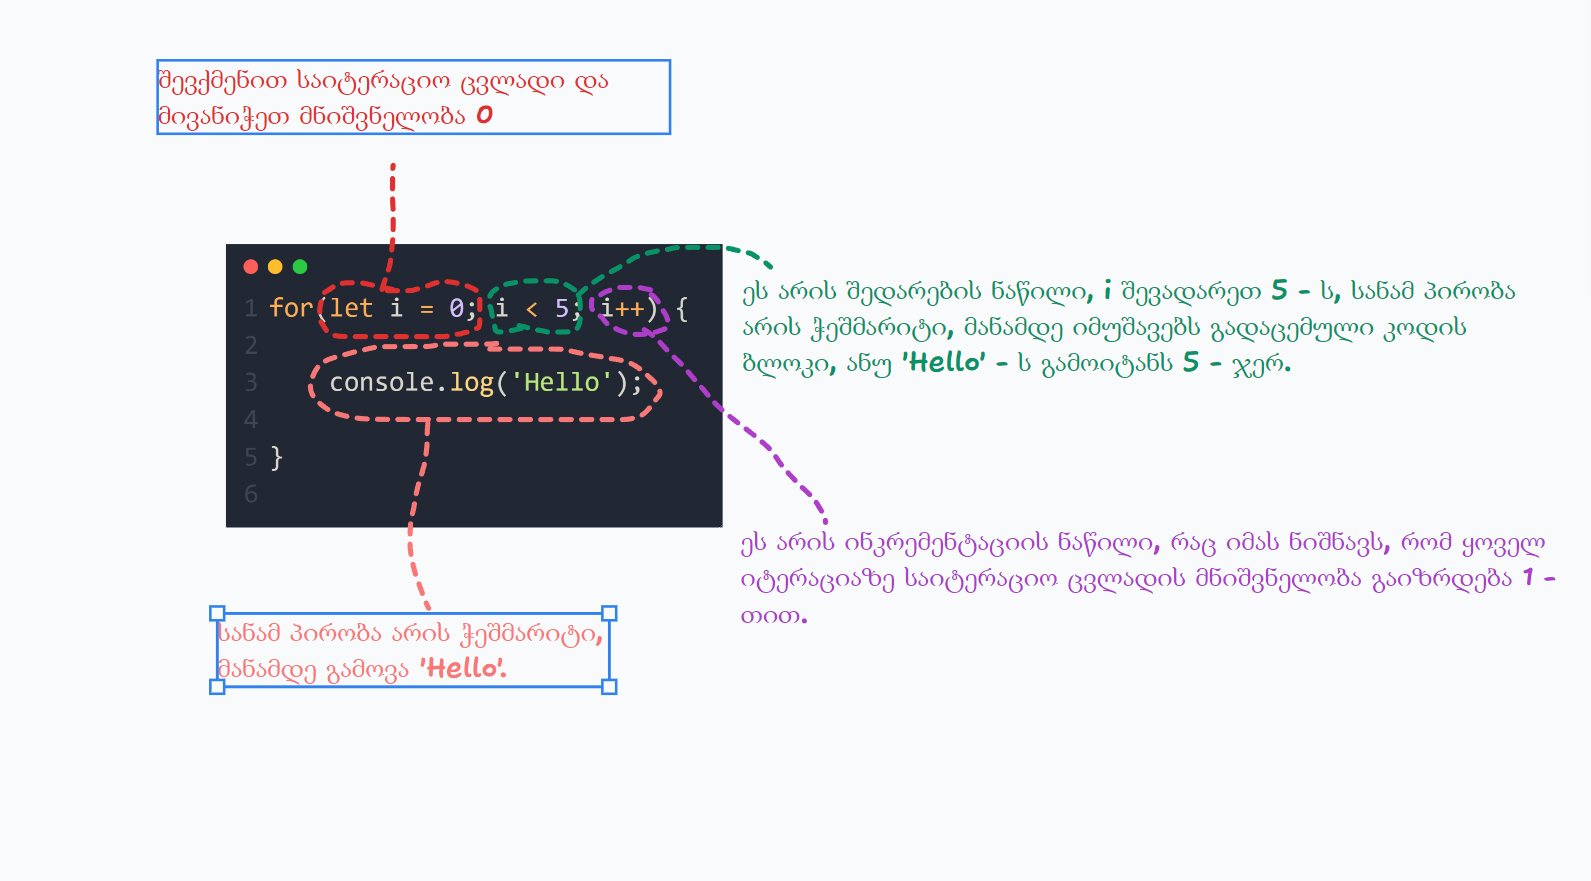 შევქმენით საიტერაციო ცვლადი და
მივანიჭეთ მნიშვნელობა 0
1 for(let i = 0; i < 5; i++) {
2
3 console.log('Hello');
4
5 }
6
ეს არის შედარების ნაწილი, i შევადარეთ 5 - ს, სანამ პირობა
არის ჭეშმარიტი, მანამდე იმუშავებს გადაცემული კოდის
ბლოკი, ანუ 'Hello' - ს გამოიტანს 5 - ჯერ.
ეს არის ინკრემენტაციის ნაწილი, რაც იმას ნიშნავს, რომ ყოველ
იტერაციაზე საიტერაციო ცვლადის მნიშვნელობა გაიზრდება 1 -
თით.
სანამ პირობა არის ჭეშმარიტი,
მანამდე გამოვა 'Hello'.